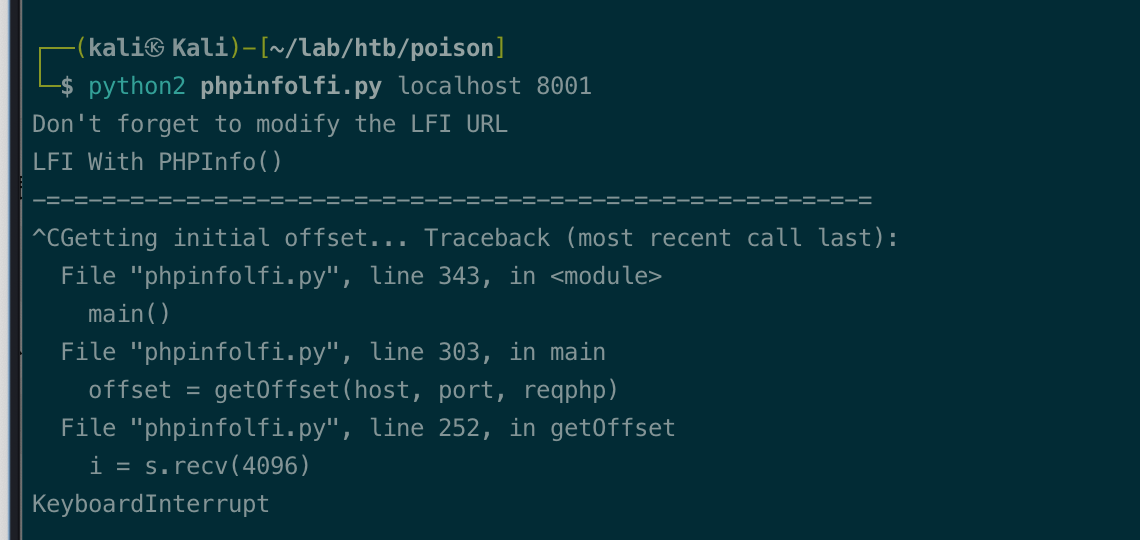 ┌──(kali㉿Kali)-[~/lab/htb/poison]
└─$ python2 phpinfolfi.py localhost 8001
Don't forget to modify the LFI URL
LFI With PHPInfo()
-=-=-=-=-=-=-=-=-=-=-=-=-=-=-=-=-=-=-=-=-=-=-=-=-=-=-=-=-=-=
^CGetting initial offset... Traceback (most recent call last):
  File "phpinfolfi.py", line 343, in <module>
    main()
  File "phpinfolfi.py", line 303, in main
    offset = getOffset(host, port, reqphp)
  File "phpinfolfi.py", line 252, in getOffset
    i = s.recv(4096)
KeyboardInterrupt